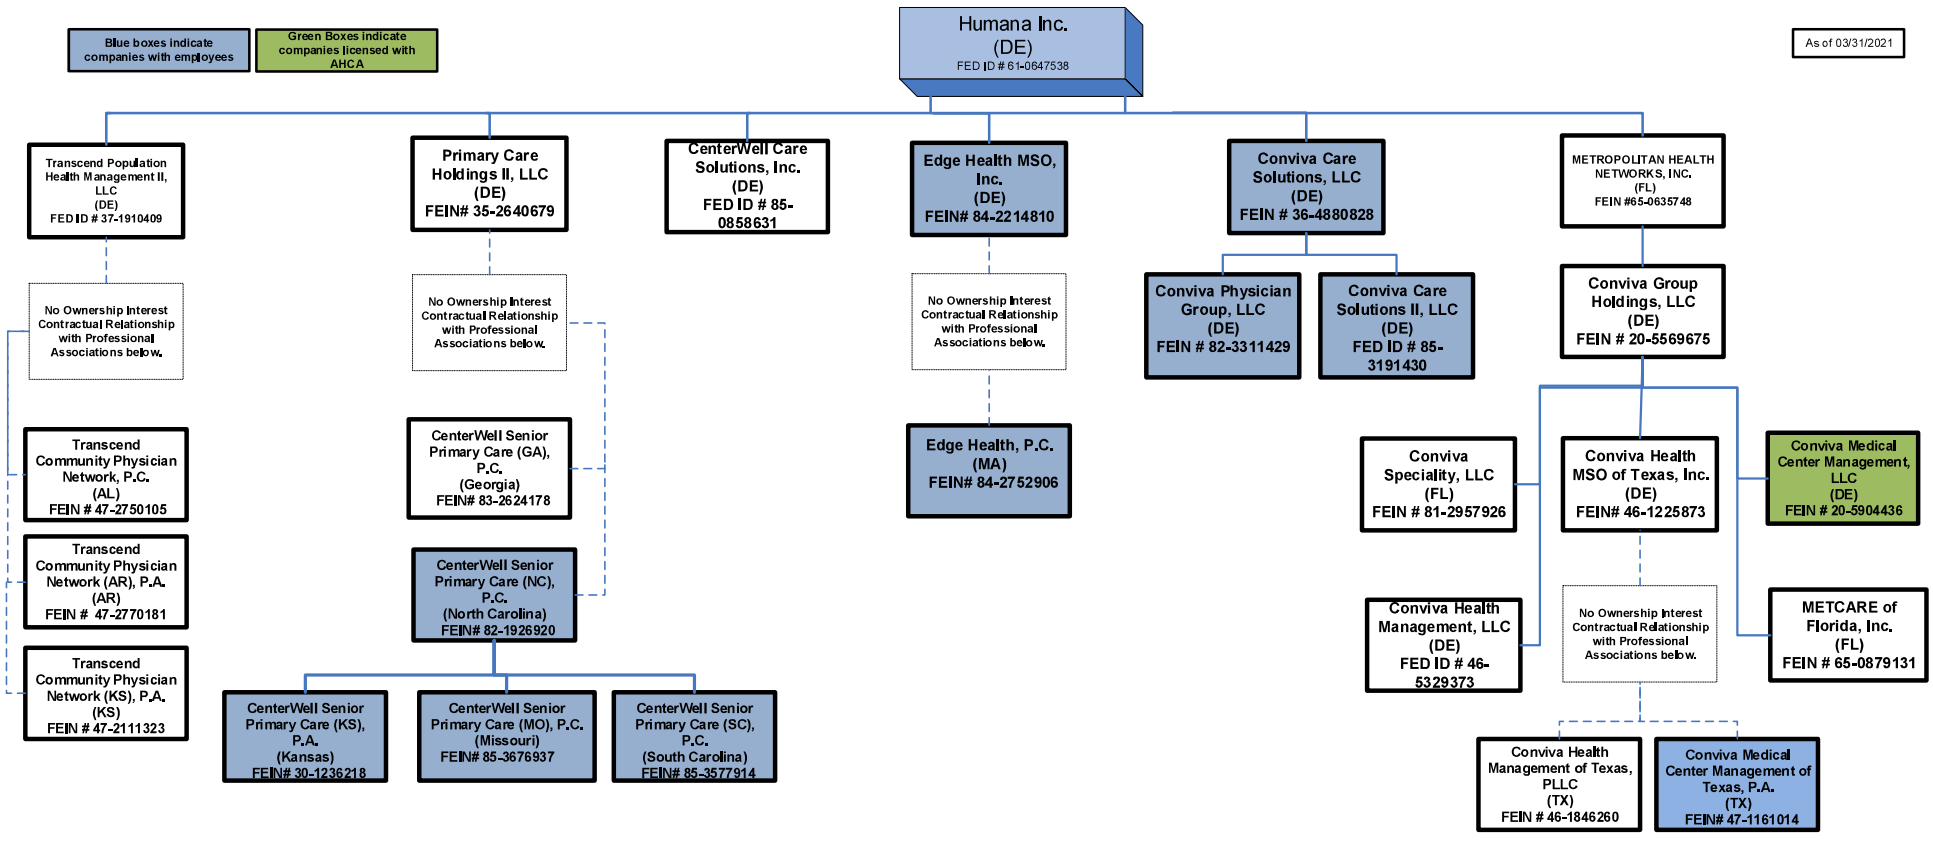 Blue boxes indicate
companies with employees
Green Boxes indicate
companies licensed with
AHCA
Humana Inc.
(DE)
FED ID # 61-0647538
As of 03/31/2021
Transcend Population
Health Management II,
LLC
(DE)
FED ID # 37-1910409
Primary Care
Holdings II, LLC
(DE)
FEIN# 35-2640679
CenterWell Care
Solutions, Inc.
(DE)
FED ID # 85-
0858631
Edge Health MSO,
Inc.
(DE)
FEIN# 84-2214810
Conviva Care
Solutions, LLC
(DE)
FEIN # 36-4880828
METROPOLITAN HEALTH
NETWORKS, INC.
(FL)
FEIN #65-0635748
No Ownership Interest
Contractual Relationship
with Professional
Associations below.
No Ownership Interest
Contractual Relationship
with Professional
Associations below.
No Ownership Interest
Contractual Relationship
with Professional
Associations below.
Conviva Physician
Group, LLC
(DE)
FEIN # 82-3311429
Conviva Care
Solutions II, LLC
(DE)
FED ID # 85-
3191430
Conviva Group
Holdings, LLC
(DE)
FEIN # 20-5569675
Transcend
Community Physician
Network, P.C.
(AL)
FEIN # 47-2750105
CenterWell Senior
Primary Care (GA),
P.C.
(Georgia)
FEIN# 83-2624178
Edge Health, P.C.
(MA)
FEIN# 84-2752906
Conviva
Speciality, LLC
(FL)
FEIN # 81-2957926
Conviva Health
MSO of Texas, Inc.
(DE)
FEIN# 46-1225873
Conviva Medical
Center Management,
LLC
(DE)
FEIN # 20-5904436
Transcend
Community Physician
Network (AR), P.A.
(AR)
FEIN # 47-2770181
CenterWell Senior
Primary Care (NC),
P.C.
(North Carolina)
FEIN# 82-1926920
Conviva Health
Management, LLC
(DE)
FED ID # 46-
5329373
No Ownership Interest
Contractual Relationship
with Professional
Associations below.
METCARE of
Florida, Inc.
(FL)
FEIN # 65-0879131
Transcend
Community Physician
Network (KS), P.A.
(KS)
FEIN # 47-2111323
CenterWell Senior
Primary Care (KS),
P.A.
(Kansas)
FEIN# 30-1236218
CenterWell Senior
Primary Care (MO), P.C.
(Missouri)
FEIN# 85-3676937
CenterWell Senior
Primary Care (SC),
P.C.
(South Carolina)
FEIN# 85-3577914
Conviva Health
Management of Texas,
PLLC
(TX)
FEIN # 46-1846260
Conviva Medical
Center Management of
Texas, P.A.
(TX)
FEIN# 47-1161014